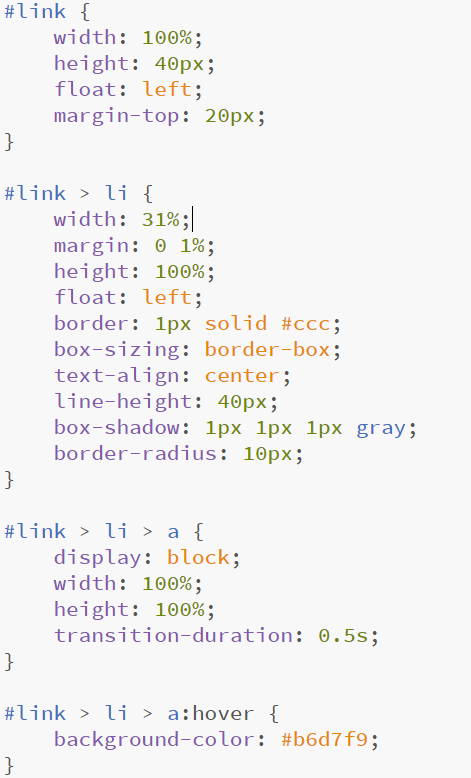 #link {
    width: 100%;
    height: 40px;
    float: left;
    margin-top: 20px;
}

#link > li {
    width: 31%;
    margin: 0 1%;
    height: 100%;
    float: left;
    border: 1px solid #ccc;
    box-sizing: border-box;
    text-align: center;
    line-height: 40px;
    box-shadow: 1px 1px 1px gray;
    border-radius: 10px;
}

#link > li > a {
    display: block;
    width: 100%;
    height: 100%;
    transition-duration: 0.5s;
}

#link > li > a:hover {
    background-color: #b6d7f9;
}